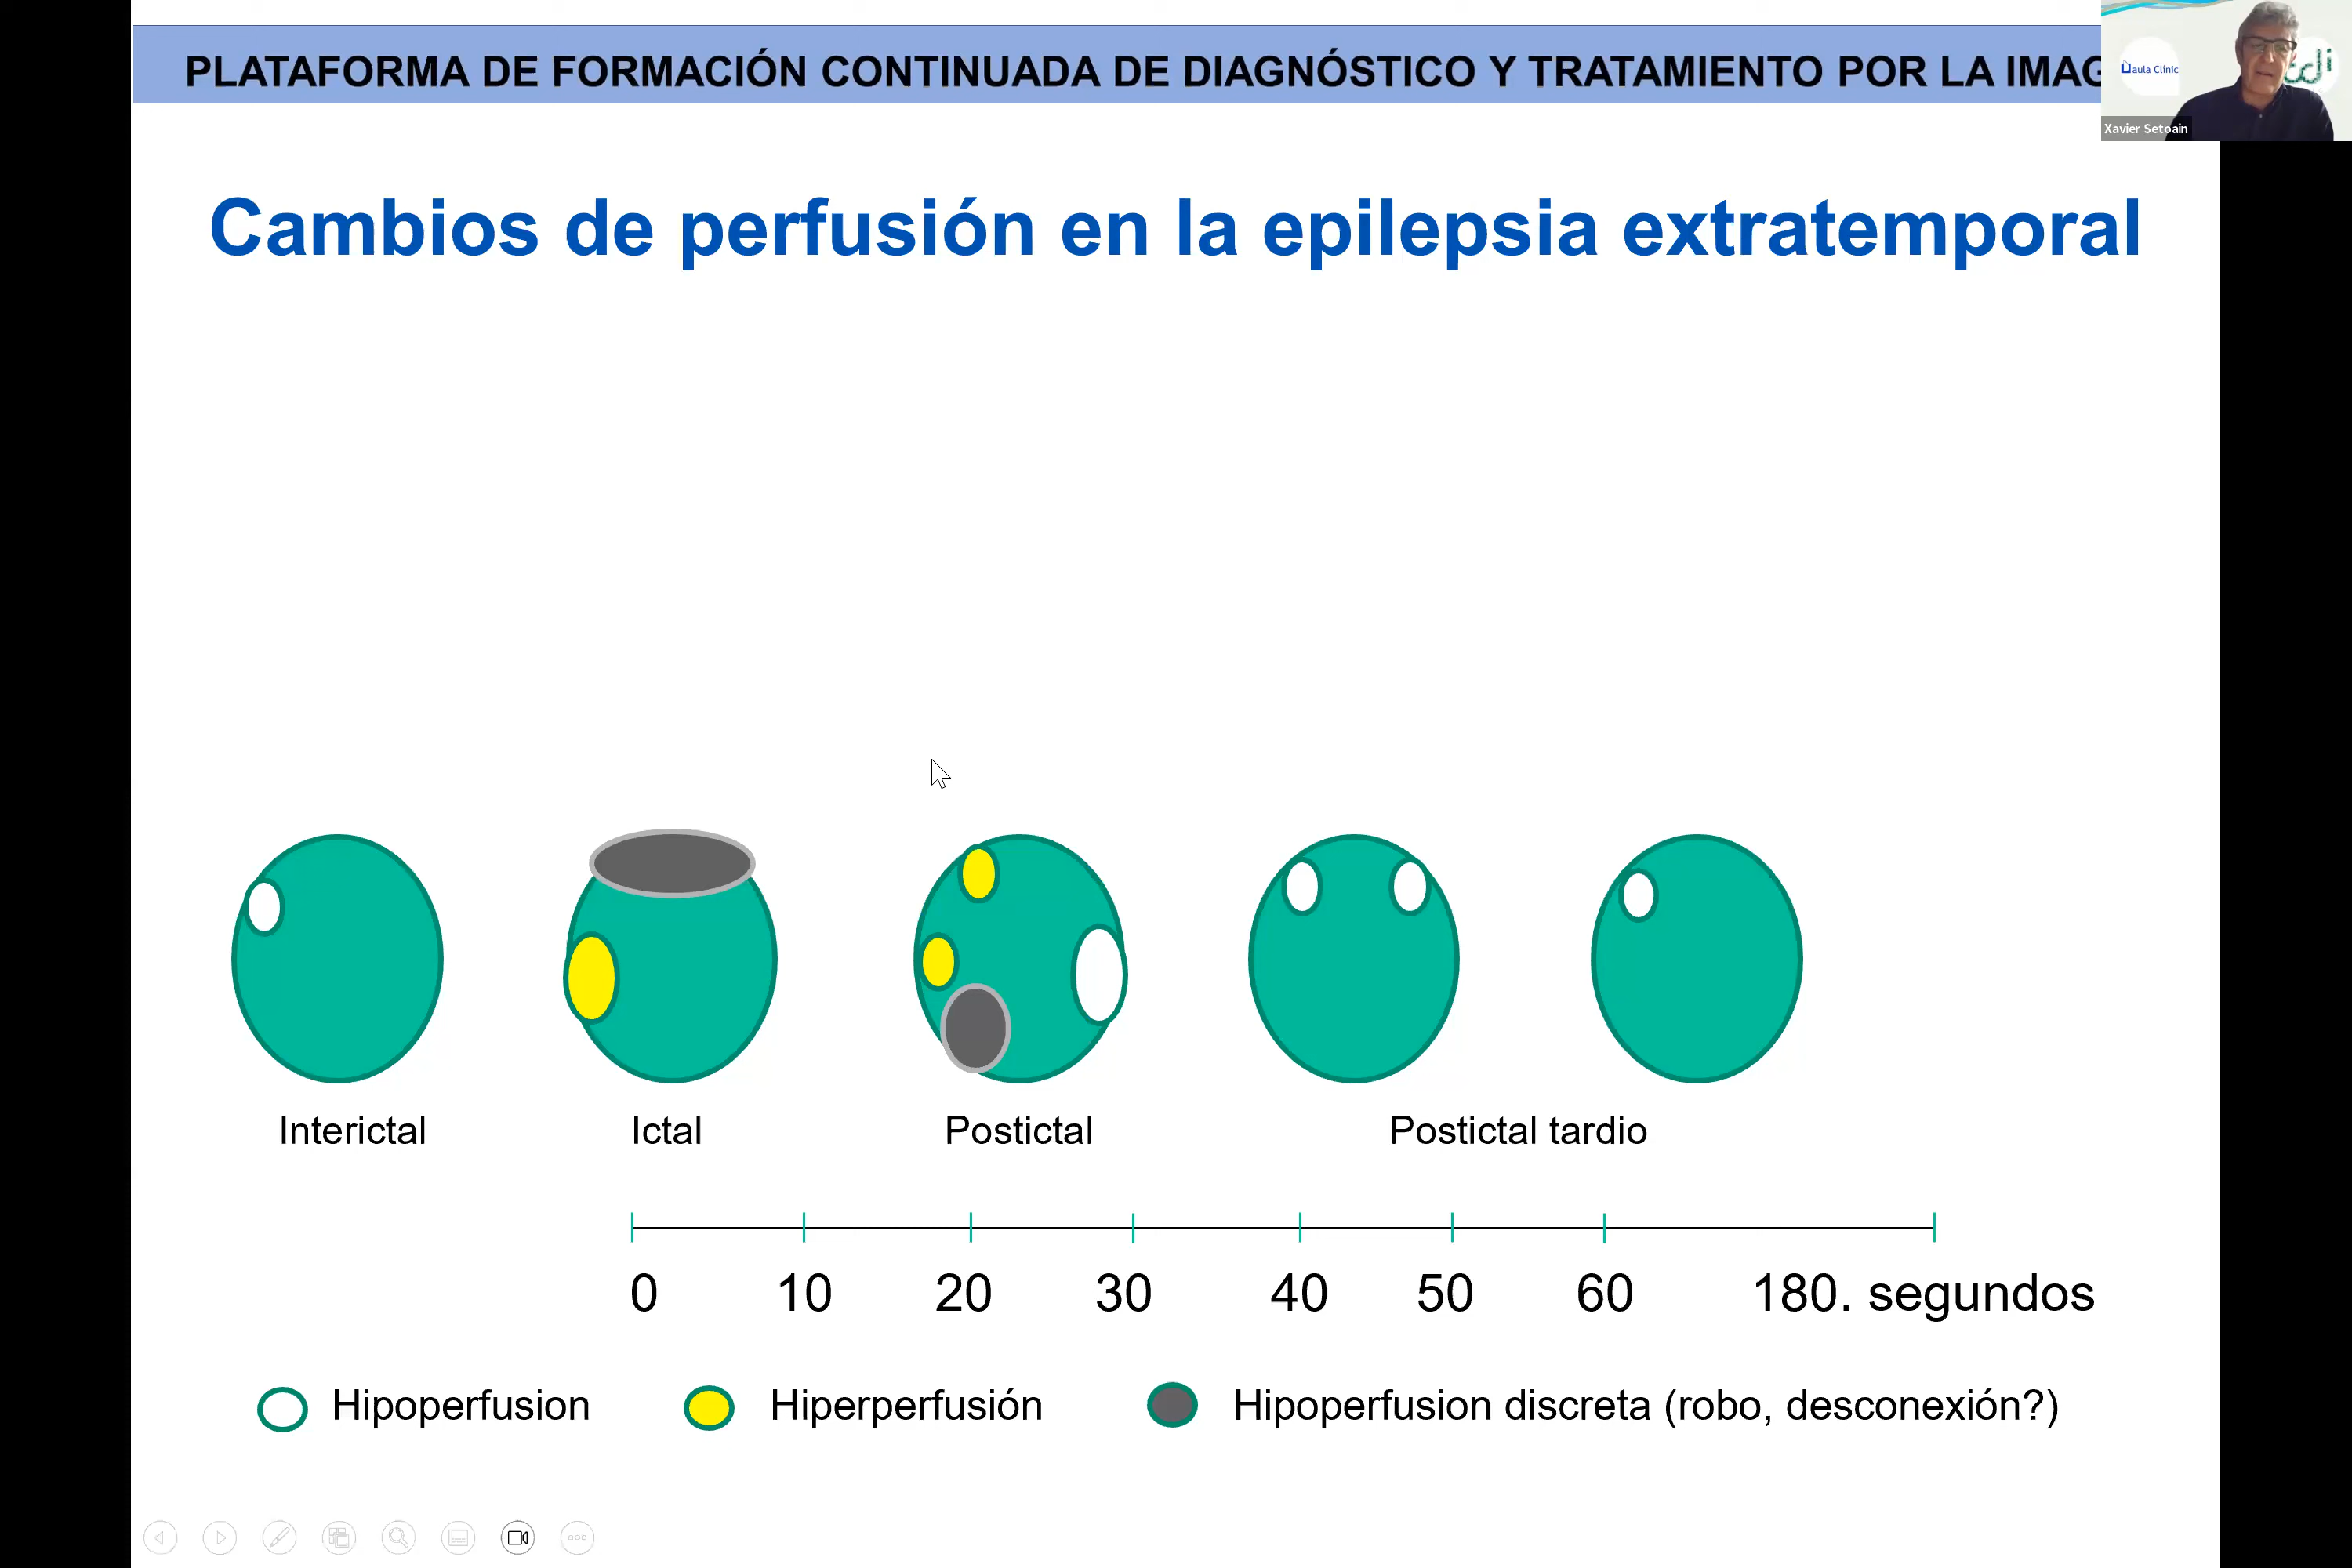 PLATAFORMA DE FORMACIÓN CONTINUADA DE DIAGNÓSTICO Y TRATAMIENTO POR LA IMAG
aula Clínic
cdi
Xavier Setoain
Cambios de perfusión en la epilepsia extratemporal
Interictal Ictal Postictal Postictal tardio
0 10 20 30 40 50 60 180. segundos
Hipoperfusion Hiperperfusión Hipoperfusion discreta (robo, desconexión?)